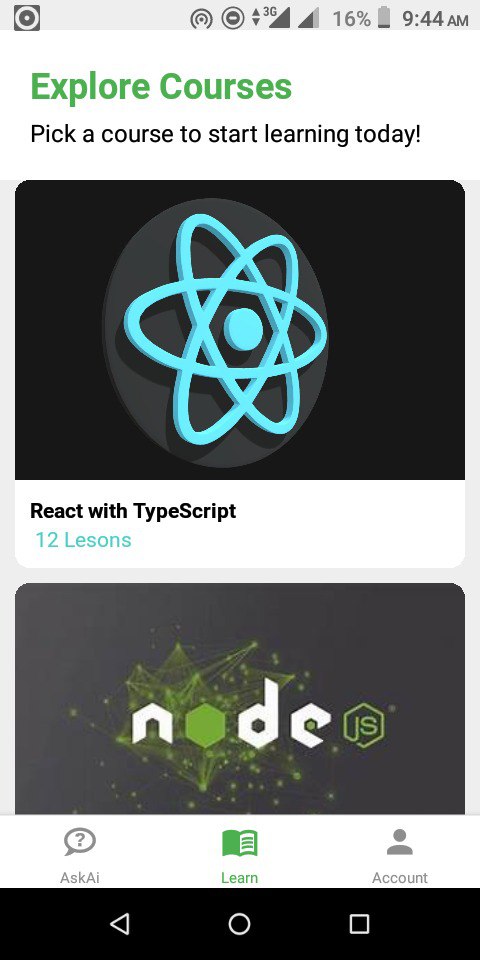 3G 16% 9:44 AM
Explore Courses
Pick a course to start learning today!
React with TypeScript
12 Lesons
node JS
AskAi Learn Account